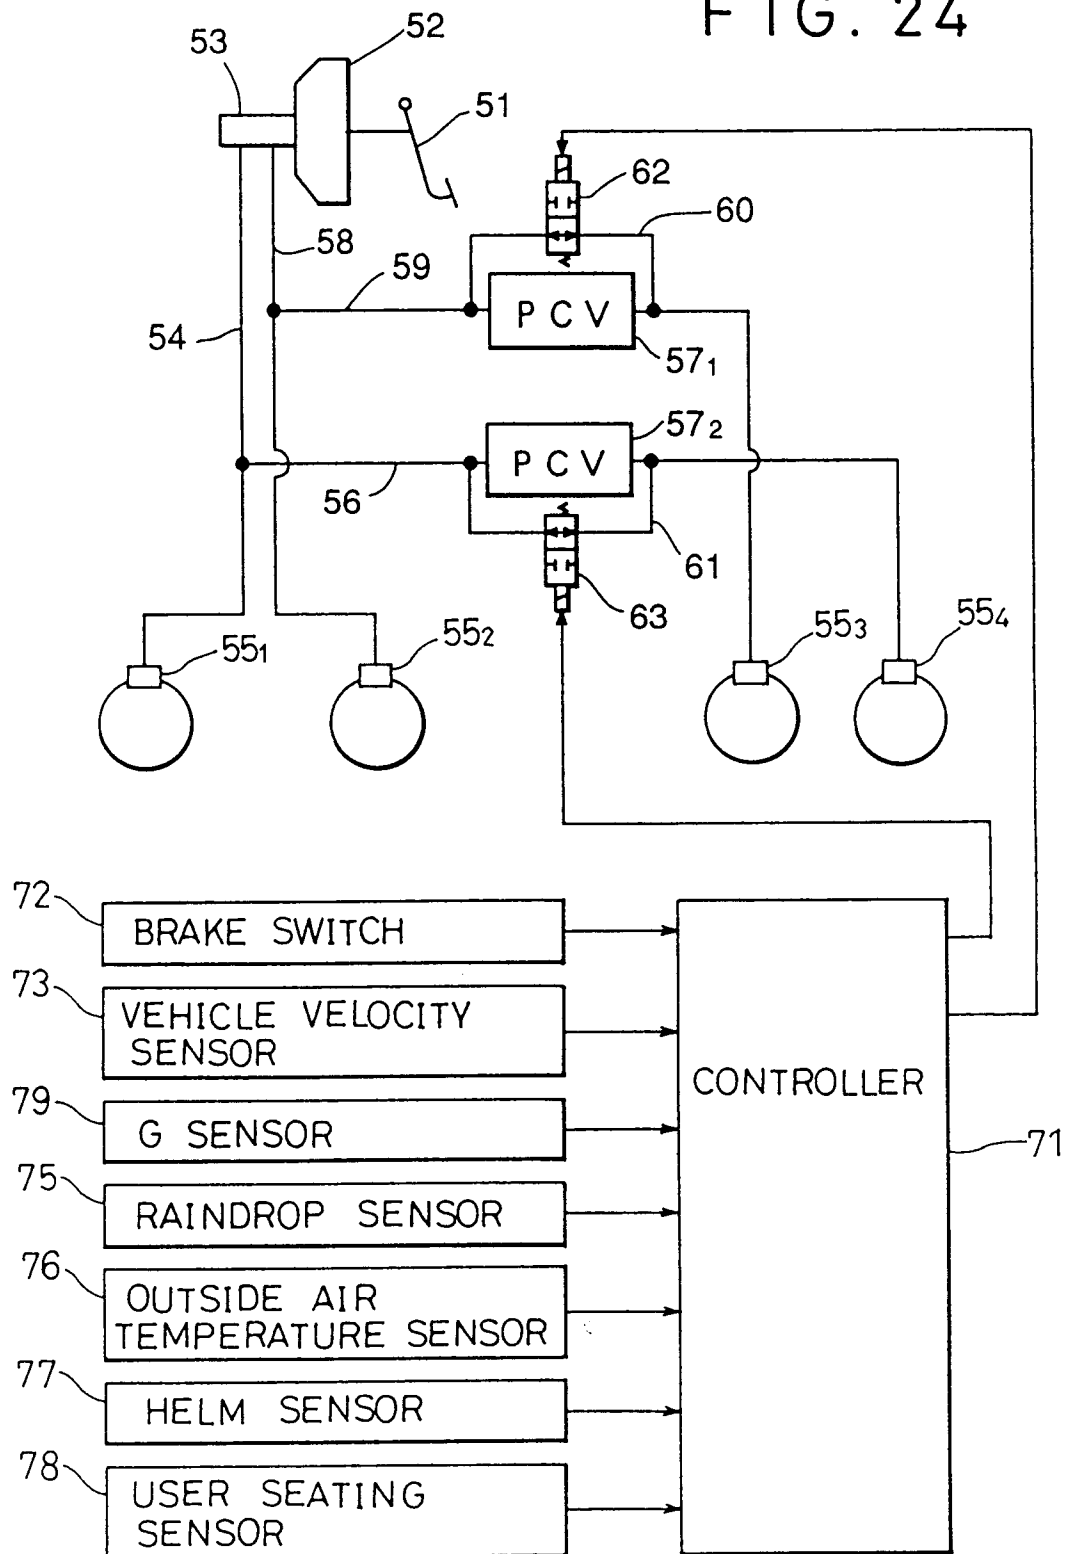 FIG. 24
53
52
51
62
60
58
59
54
PCV
57₁
57₂
PCV
56
61
63
55₁
55₂
55₃
55₄
72
BRAKE SWITCH
73
VEHICLE VELOCITY
SENSOR
79
G SENSOR
CONTROLLER
71
75
RAINDROP SENSOR
76
OUTSIDE AIR
TEMPERATURE SENSOR
77
HELM SENSOR
78
USER SEATING
SENSOR